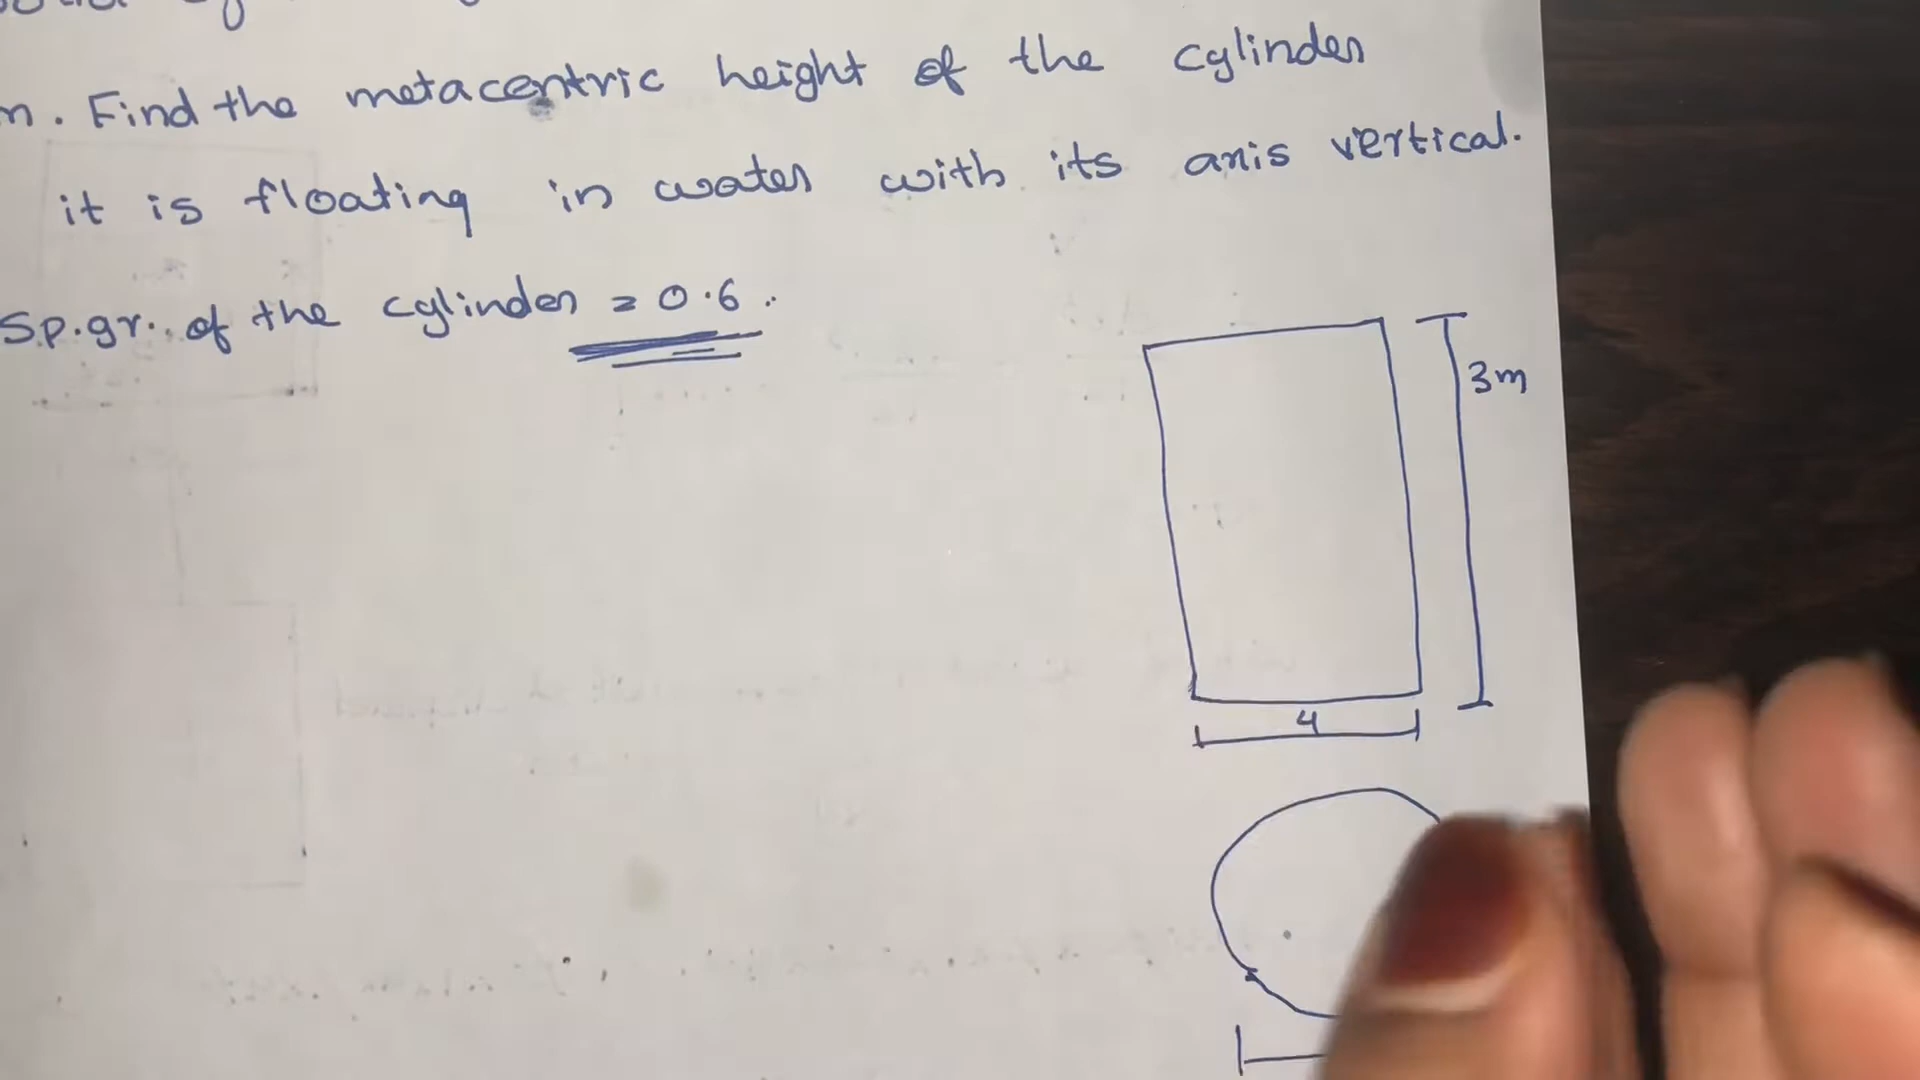 m. Find the metacentric height of the cylinder
it is floating in water with its axis vertical.
Sp.gr. of the cylinder = 0.6
3m
4